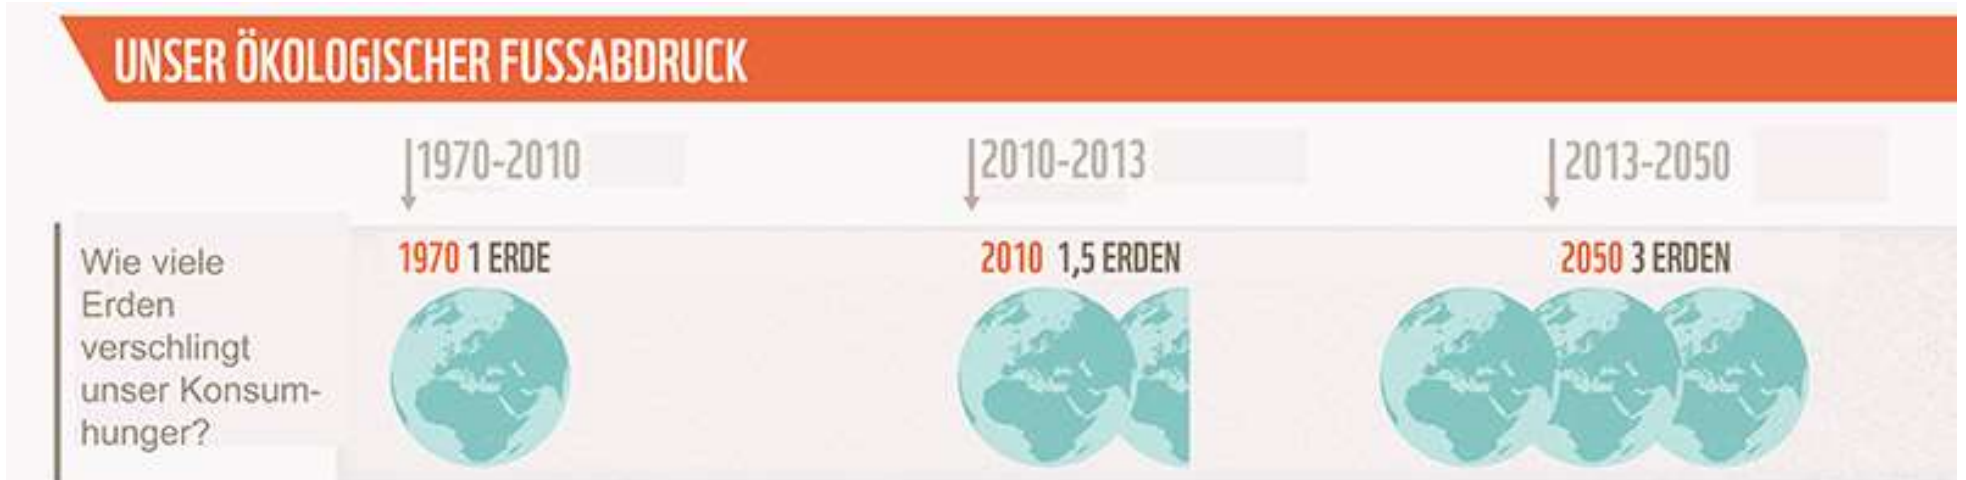 UNSER ÖKOLOGISCHER FUSSABDRUCK
1970-2010
2010-2013
2013-2050
Wie viele
Erden
verschlingt
unser Konsum-
hunger?
1970 1 ERDE
2010 1,5 ERDEN
2050 3 ERDEN